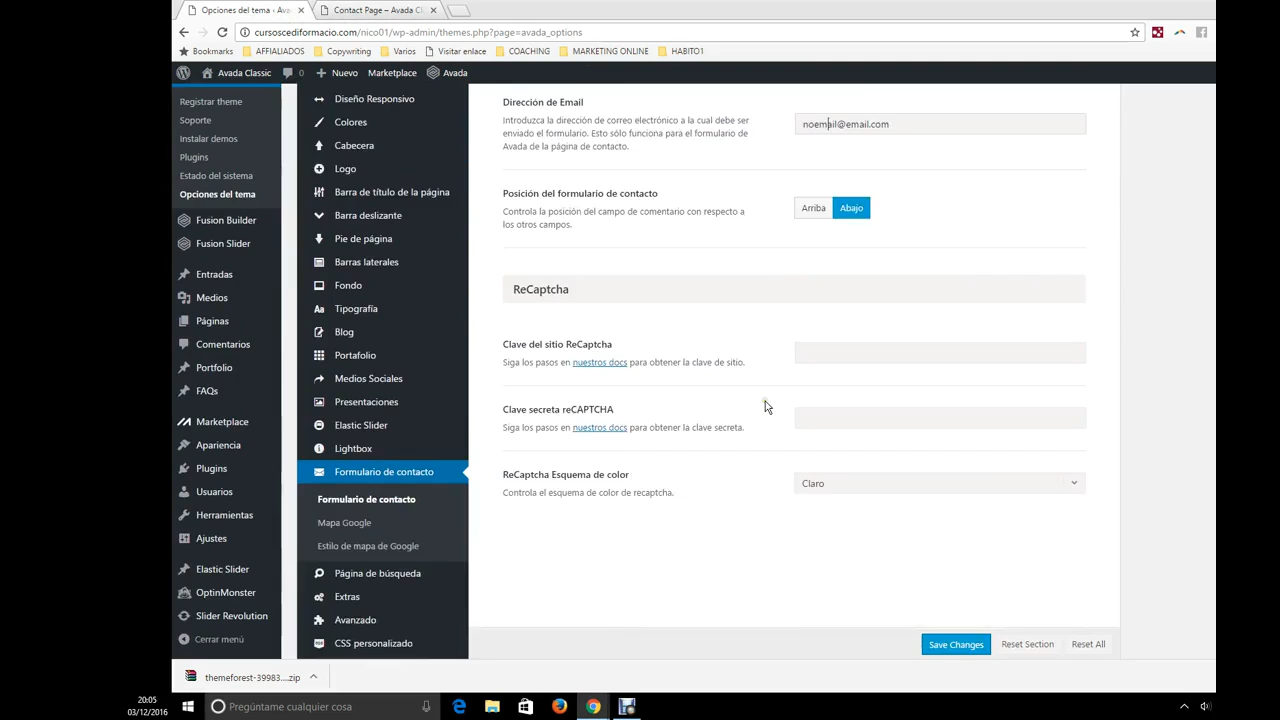 Opciones del tema ‹ Ava
Contact Page – Avada Cl
cursoscediformacio.com/nico01/wp-admin/themes.php?page=avada_options
Bookmarks
AFFIALIADOS
Copywriting
Varios
Visitar enlace
COACHING
MARKETING ONLINE
HABITO1
Avada Classic
0
Nuevo
Marketplace
Avada
Registrar theme
Soporte
Instalar demos
Plugins
Estado del sistema
Opciones del tema
Fusion Builder
Fusion Slider
Entradas
Medios
Páginas
Comentarios
Portfolio
FAQs
Marketplace
Apariencia
Plugins
Usuarios
Herramientas
Ajustes
Elastic Slider
OptinMonster
Slider Revolution
Cerrar menú
Diseño Responsivo
Colores
Cabecera
Logo
Barra de título de la página
Barra deslizante
Pie de página
Barras laterales
Fondo
Aa Tipografía
Blog
Portafolio
Medios Sociales
Presentaciones
Elastic Slider
Lightbox
Formulario de contacto
Formulario de contacto
Mapa Google
Estilo de mapa de Google
Página de búsqueda
Extras
Avanzado
CSS personalizado
Dirección de Email
Introduzca la dirección de correo electrónico a la cual debe ser
enviado el formulario. Esto sólo funciona para el formulario de
Avada de la página de contacto.
noemail@email.com
Posición del formulario de contacto
Controla la posición del campo de comentario con respecto a
los otros campos.
Arriba
Abajo
ReCaptcha
Clave del sitio ReCaptcha
Siga los pasos en nuestros docs para obtener la clave de sitio.
Clave secreta reCAPTCHA
Siga los pasos en nuestros docs para obtener la clave secreta.
ReCaptcha Esquema de color
Controla el esquema de color de recaptcha.
Claro
Save Changes
Reset Section
Reset All
themeforest-39983....zip
20:05
03/12/2016
Pregúntame cualquier cosa